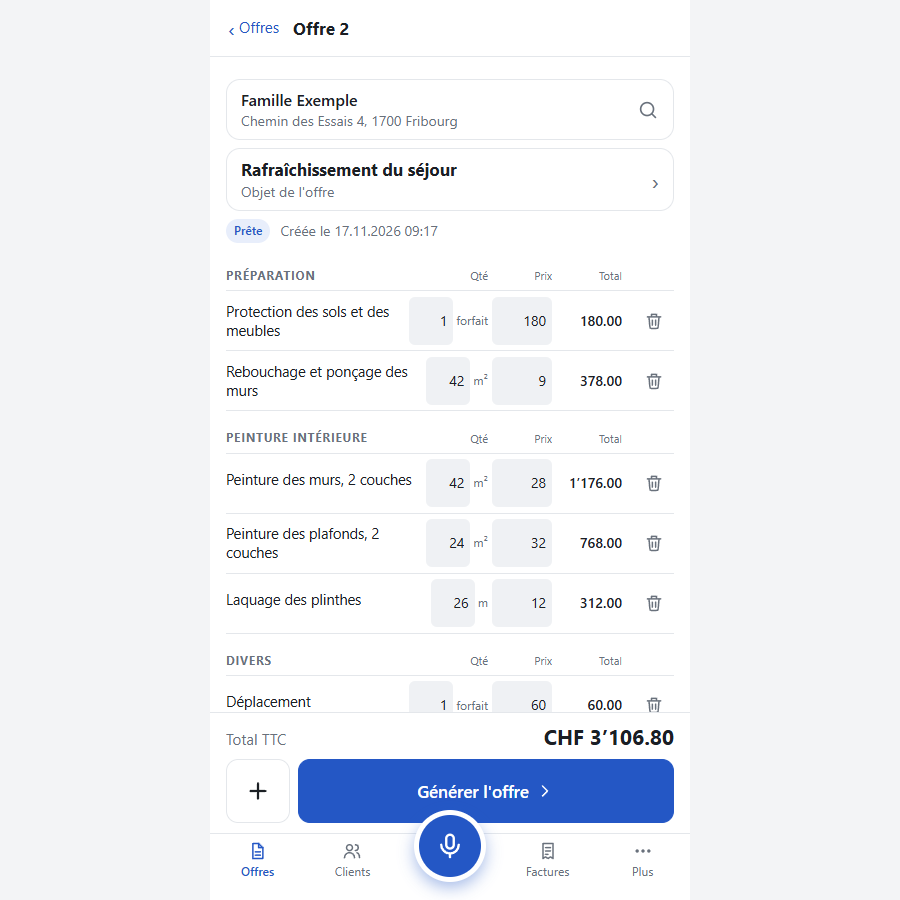 ‹ Offres Offre 2
Famille Exemple
Chemin des Essais 4, 1700 Fribourg
Rafraîchissement du séjour
Objet de l'offre
Prête Créée le 17.11.2026 09:17
PRÉPARATION Qté Prix Total
Protection des sols et des
meubles
1 forfait 180 180.00
Rebouchage et ponçage des
murs
42 m² 9 378.00
PEINTURE INTÉRIEURE Qté Prix Total
Peinture des murs, 2 couches 42 m² 28 1’176.00
Peinture des plafonds, 2
couches
24 m² 32 768.00
Laquage des plinthes 26 m 12 312.00
DIVERS Qté Prix Total
Déplacement 1 forfait 60 60.00
Total TTC CHF 3’106.80
+ Générer l'offre ›
Offres Clients Factures Plus